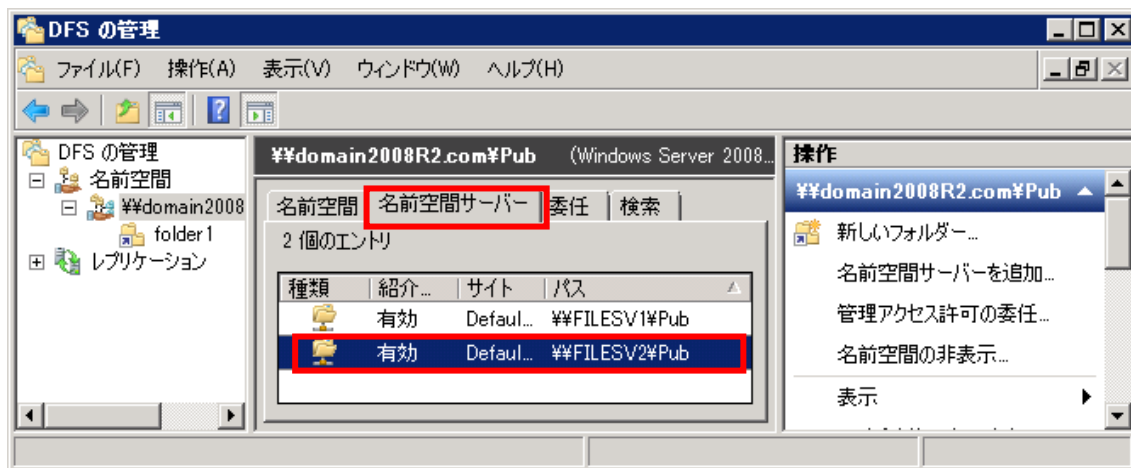 DFS の管理
ファイル(F) 操作(A) 表示(V) ウィンドウ(W) ヘルプ(H)
DFS の管理
名前空間
¥¥domain2008
folder1
レプリケーション
¥¥domain2008R2.com¥Pub (Windows Server 2008...
名前空間 名前空間サーバー 委任 検索
2 個のエントリ
種類 紹介... サイト パス
有効 Defaul... ¥¥FILESV1¥Pub
有効 Defaul... ¥¥FILESV2¥Pub
操作
¥¥domain2008R2.com¥Pub
新しいフォルダー...
名前空間サーバーを追加...
管理アクセス許可の委任...
名前空間の非表示...
表示